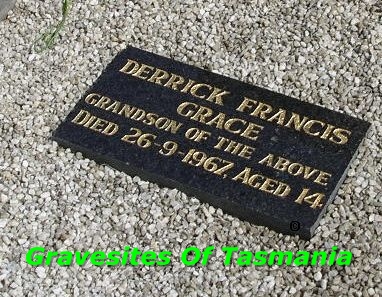 DERRICK FRANCIS
GRACE
GRANDSON OF THE ABOVE
DIED 26-9-1967 AGED 14
©
Gravesites Of Tasmania